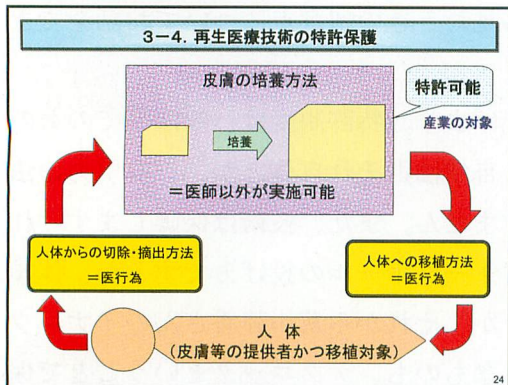 3-4. 再生医療技術の特許保護
皮膚の培養方法
特許可能
産業の対象
培養
＝医師以外が実施可能
人体からの切除・摘出方法
＝医行為
人体への移植方法
＝医行為
人 体
(皮膚等の提供者かつ移植対象)
24